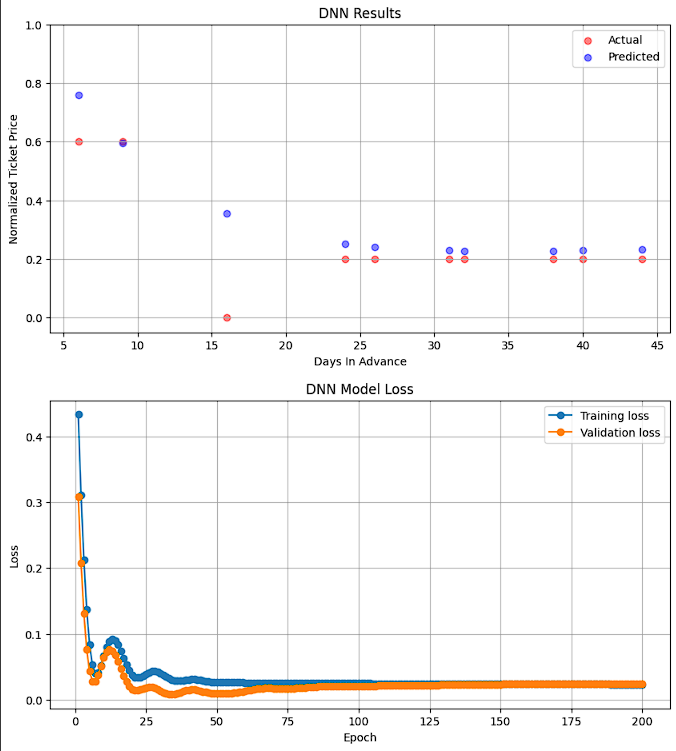 DNN Results
1.0
0.8
0.6
0.4
0.2
0.0
Normalized Ticket Price
Actual
Predicted
5 10 15 20 25 30 35 40 45
Days In Advance
DNN Model Loss
0.4
0.3
0.2
0.1
0.0
Loss
Training loss
Validation loss
0 25 50 75 100 125 150 175 200
Epoch